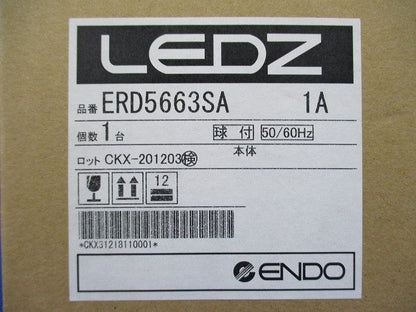 LEDZ
品番 ERD5663SA 1A
個数 1台 球付 50/60Hz
本体
ロット CKX-201203 検
12
*CKX31218110001*
ENDO